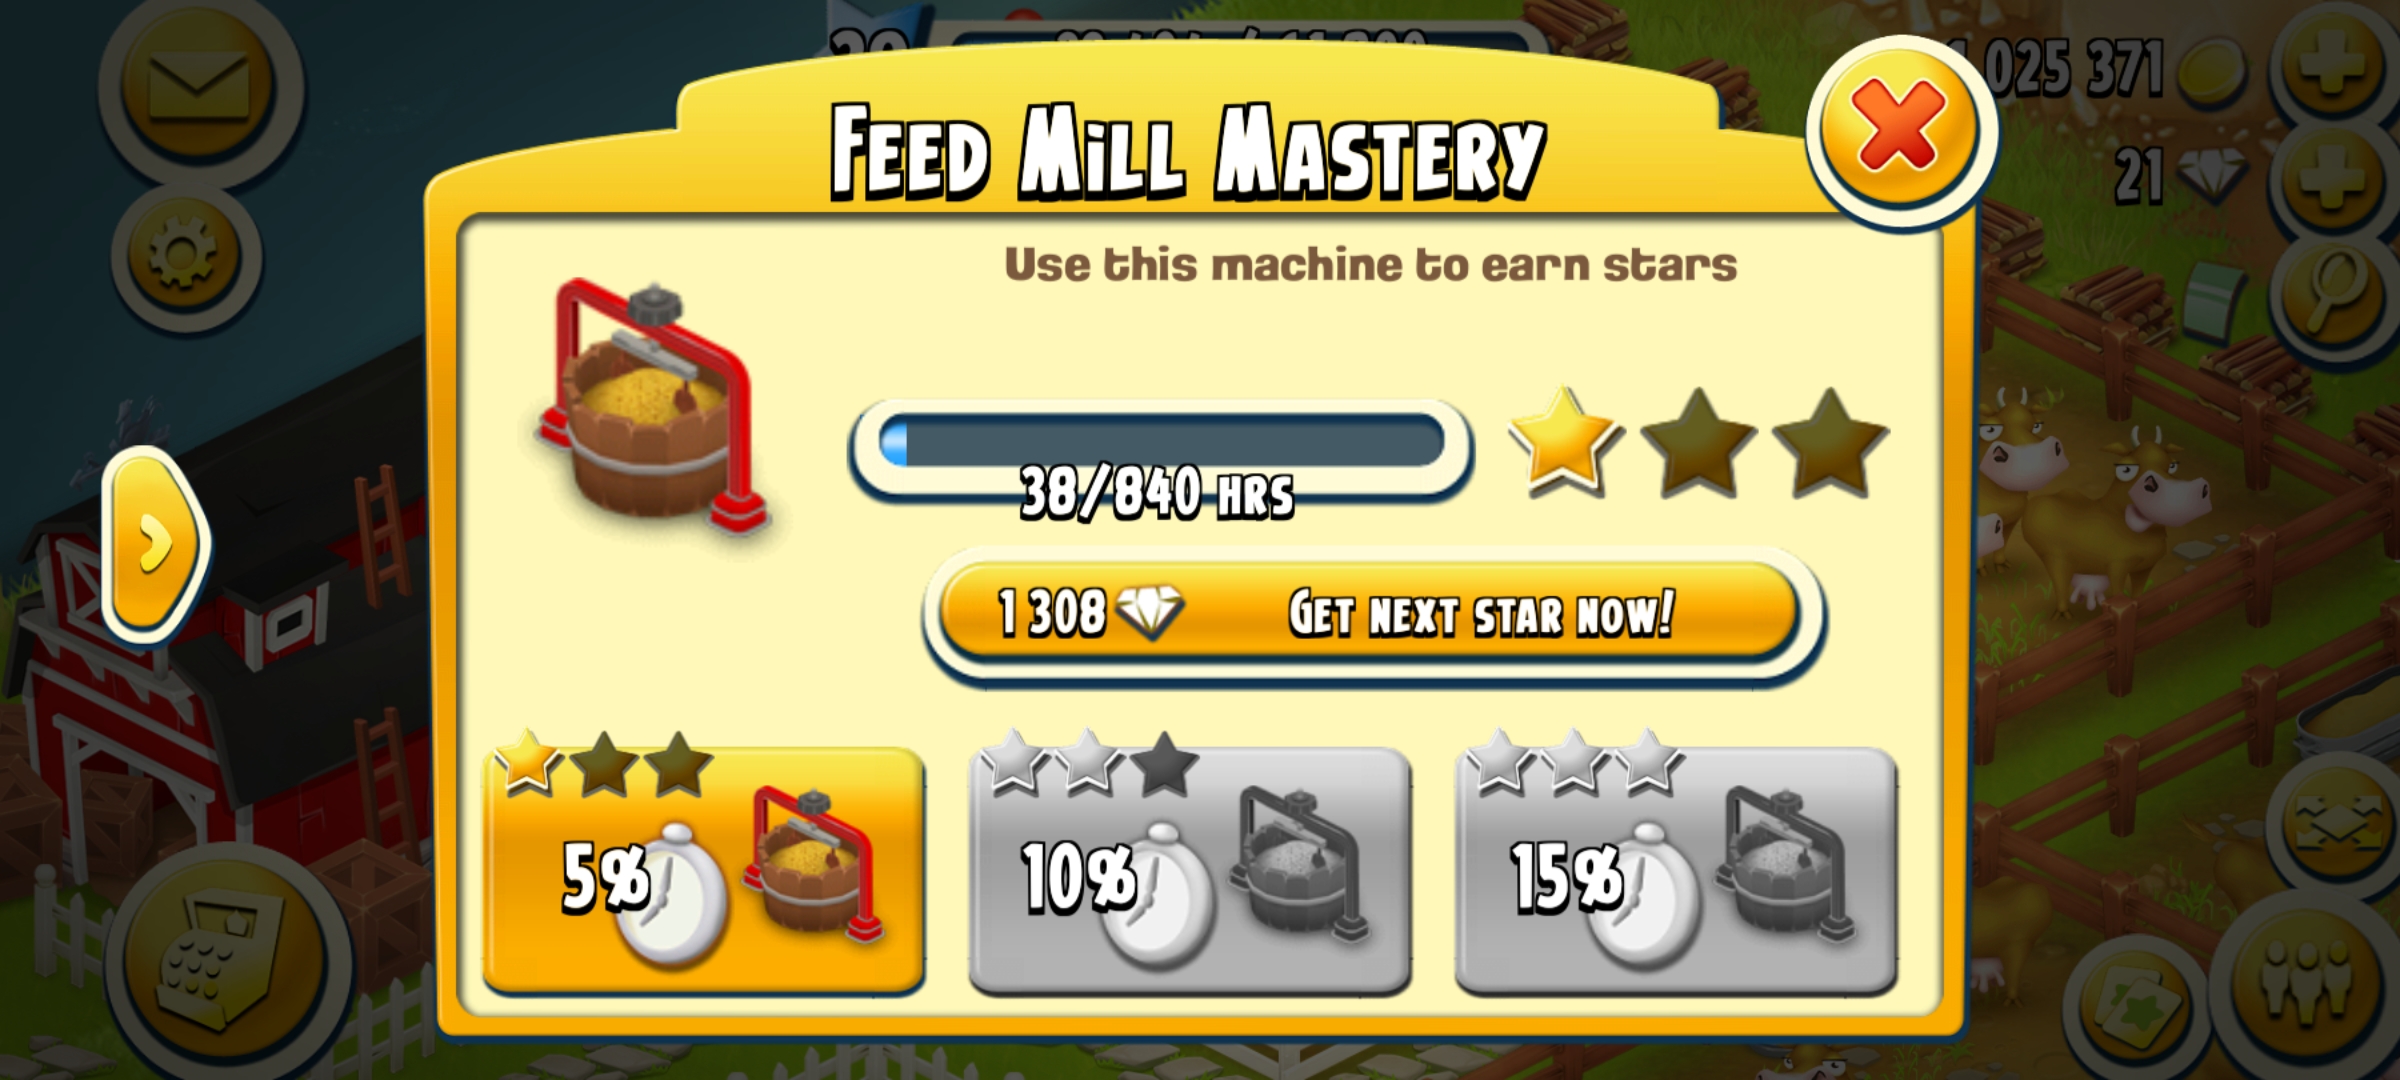 1 025 371
21
Feed Mill Mastery
Use this machine to earn stars
38/840 hrs
1 308 Get next star now!
5%
10%
15%